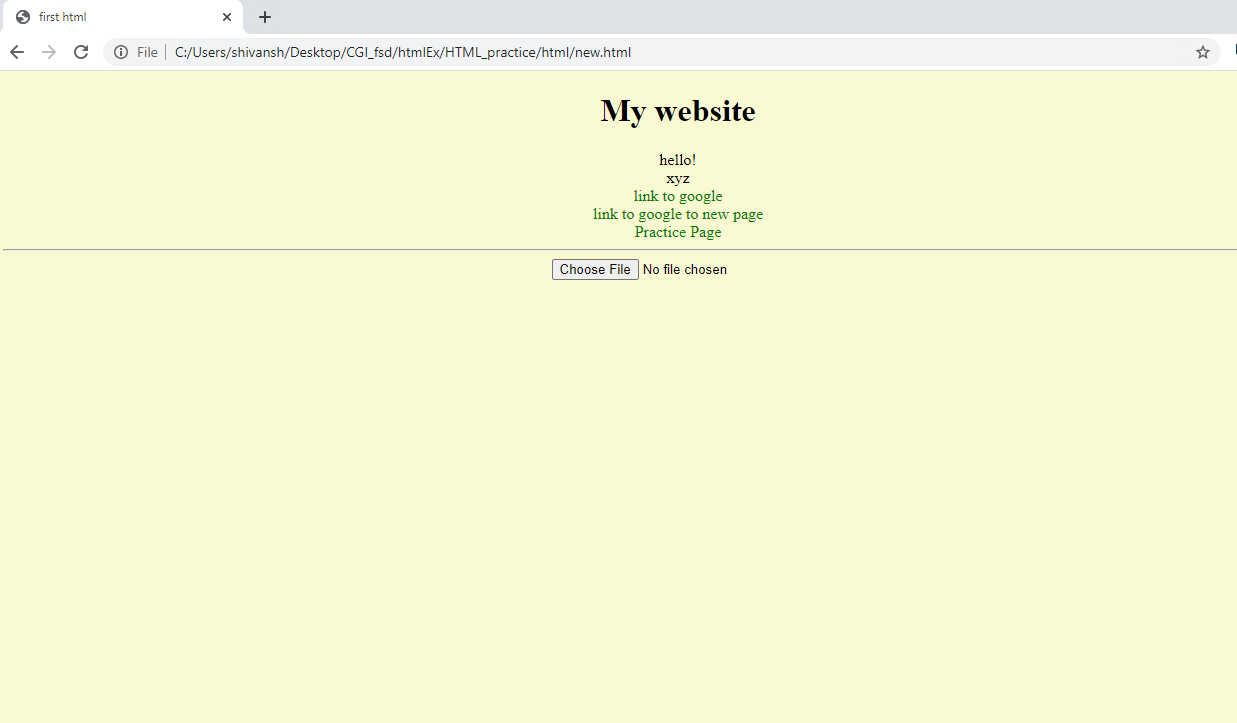 first html
File C:/Users/shivansh/Desktop/CGI_fsd/htmlEx/HTML_practice/html/new.html
My website
hello!
xyz
link to google
link to google to new page
Practice Page
Choose File No file chosen